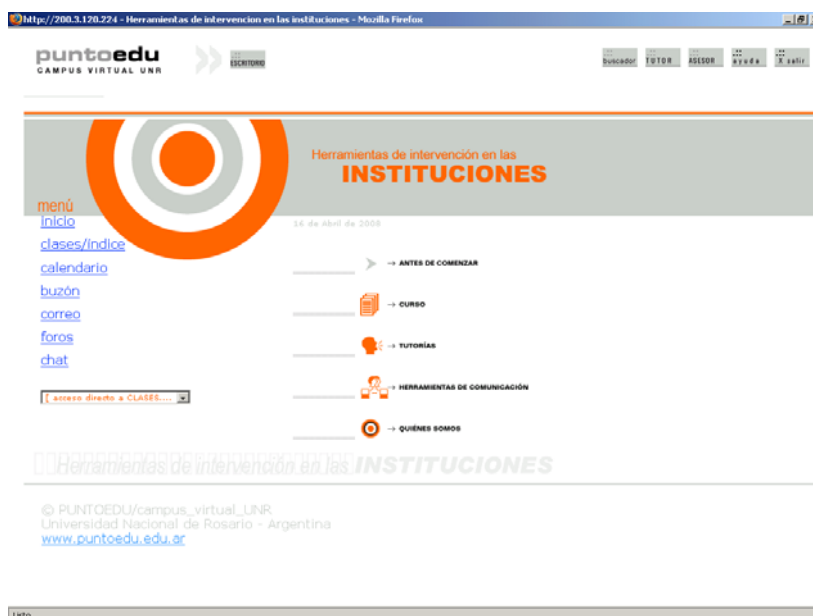 http://200.3.120.224 - Herramientas de intervencion en las instituciones - Mozilla Firefox
puntoedu
CAMPUS VIRTUAL UNR
ESCRITORIO
buscador TUTOR ASESOR ayuda X salir
Herramientas de intervención en las
INSTITUCIONES
menú
inicio
16 de Abril de 2008
clases/índice
calendario
buzón
correo
foros
chat
→ ANTES DE COMENZAR
→ CURSO
→ TUTORÍAS
→ HERRAMIENTAS DE COMUNICACIÓN
→ QUIÉNES SOMOS
[ acceso directo a CLASES....
Herramientas de intervención en las INSTITUCIONES
© PUNTOEDU/campus_virtual_UNR
Universidad Nacional de Rosario - Argentina
www.puntoedu.edu.ar
Listo